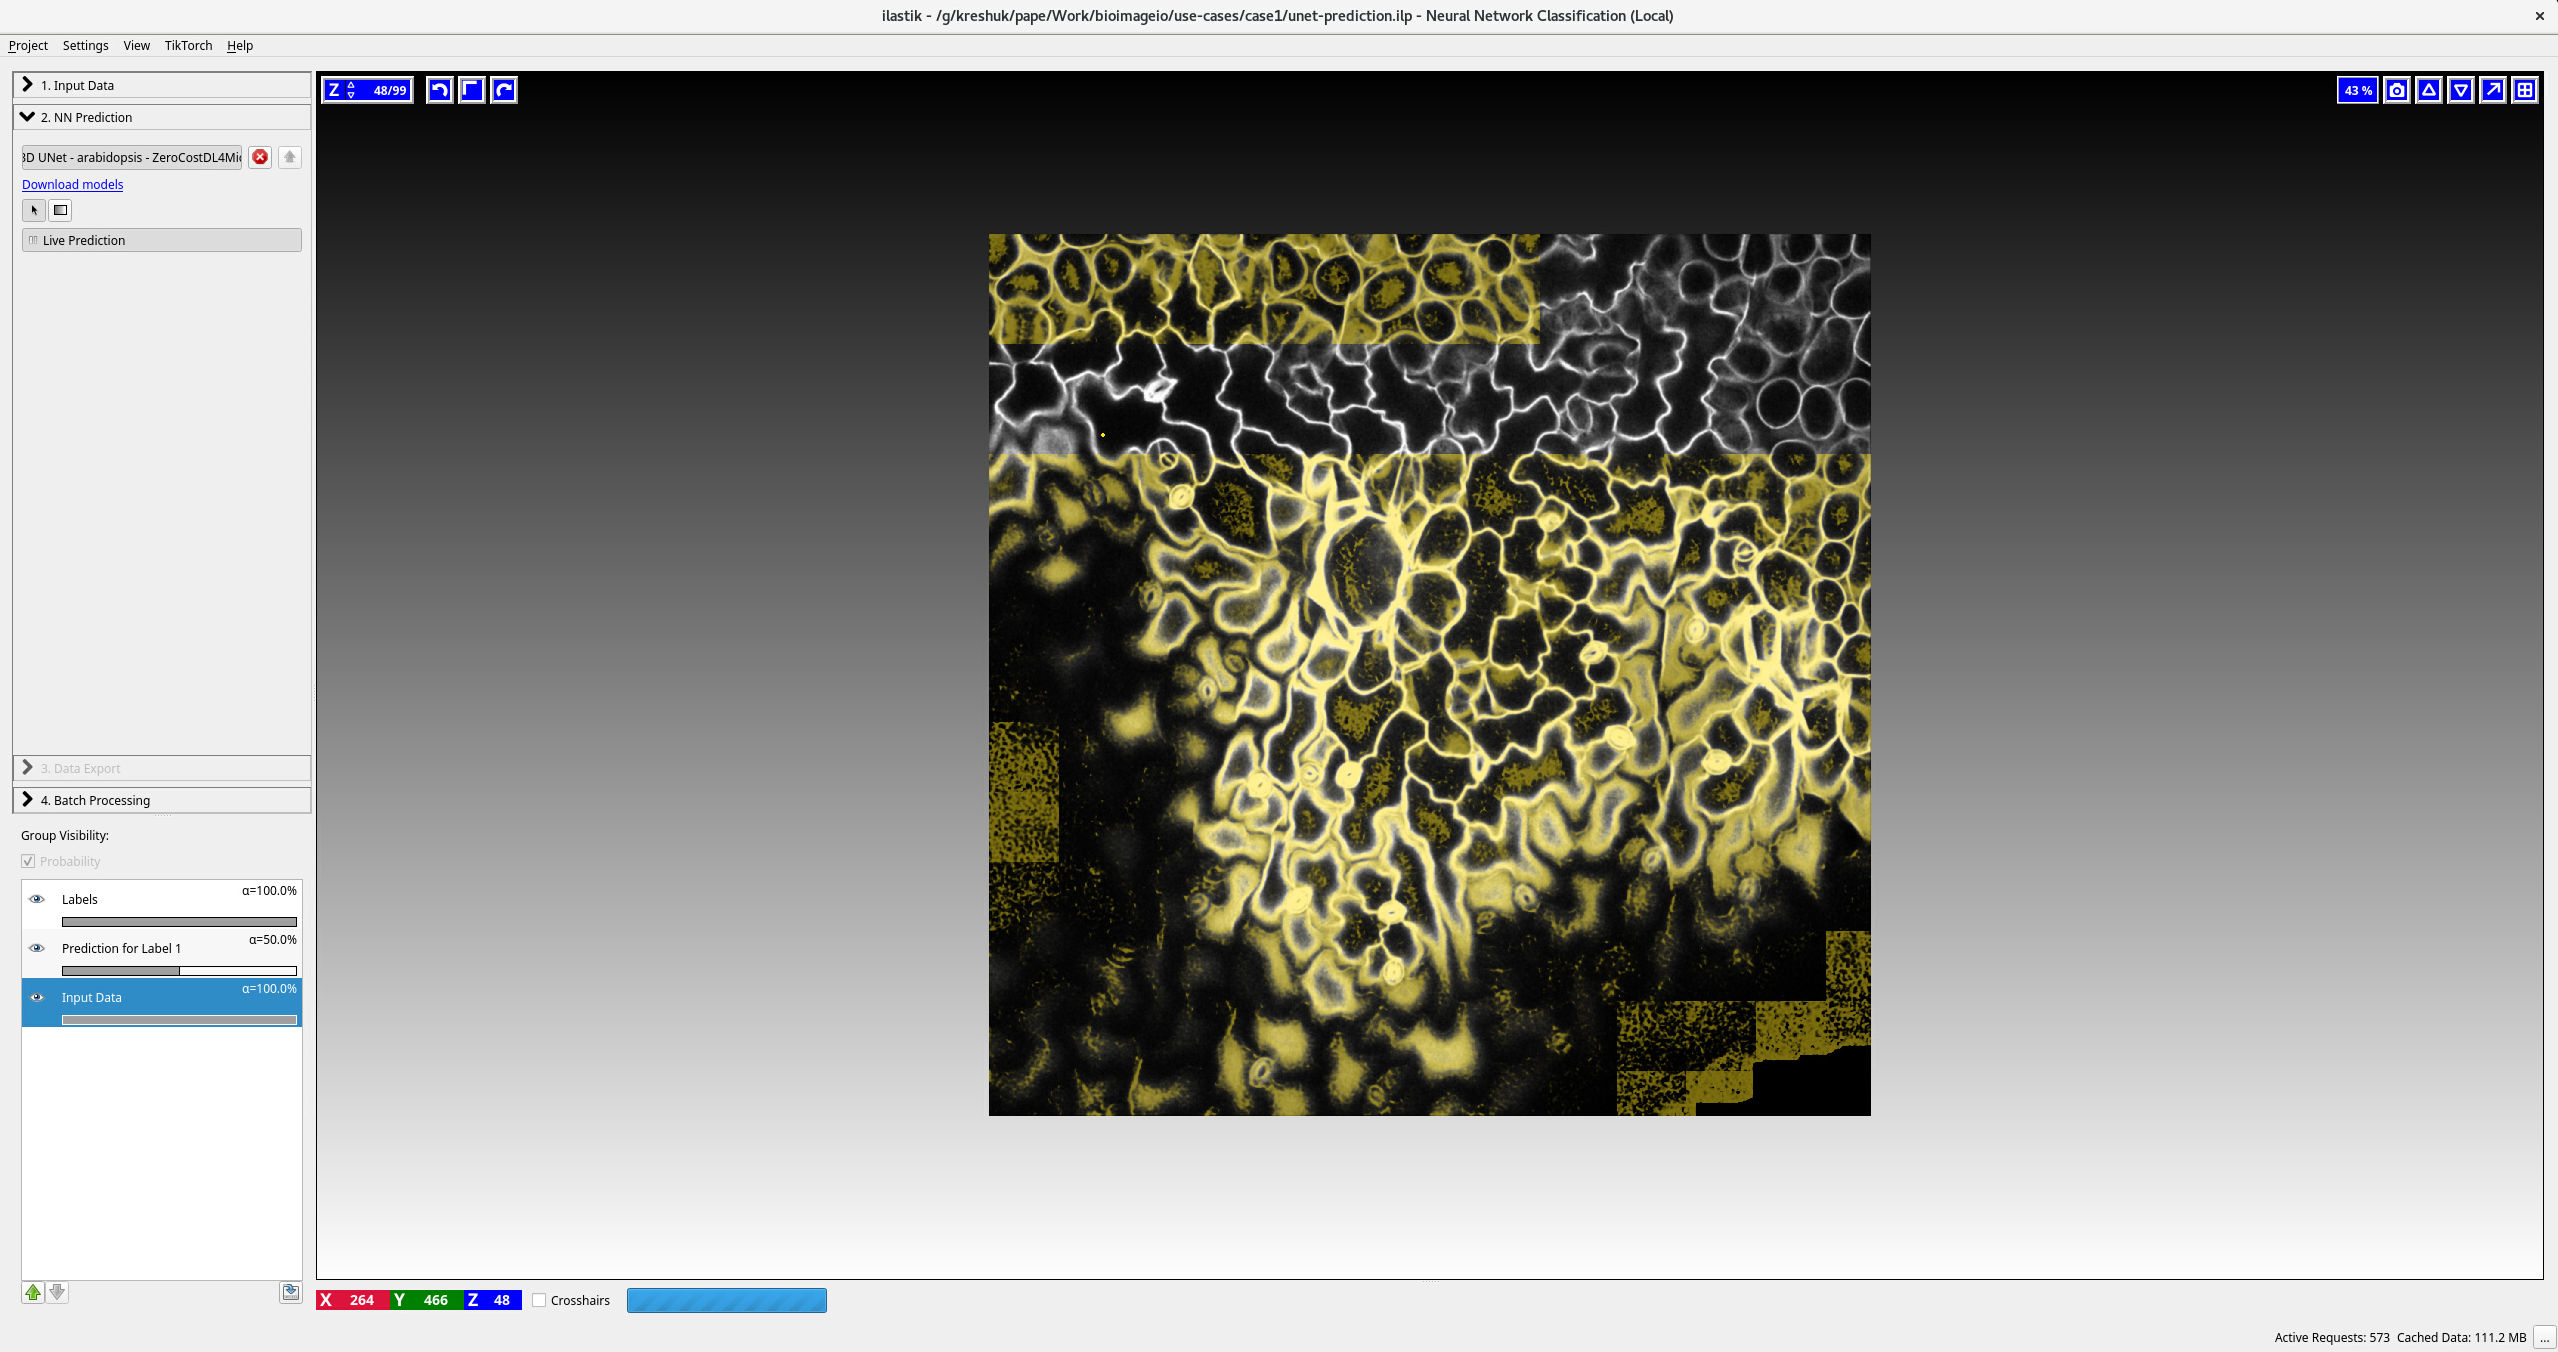 ilastik - /g/kreshuk/pape/Work/bioimageio/use-cases/case1/unet-prediction.ilp - Neural Network Classification (Local)
Project Settings View TikTorch Help
1. Input Data
2. NN Prediction
D UNet - arabidopsis - ZeroCostDL4Mi
Download models
Live Prediction
3. Data Export
4. Batch Processing
Group Visibility:
Probability
Labels α=100.0%
Prediction for Label 1 α=50.0%
Input Data α=100.0%
Z 48/99
43 %
X 264 Y 466 Z 48 Crosshairs
Active Requests: 573 Cached Data: 111.2 MB ...